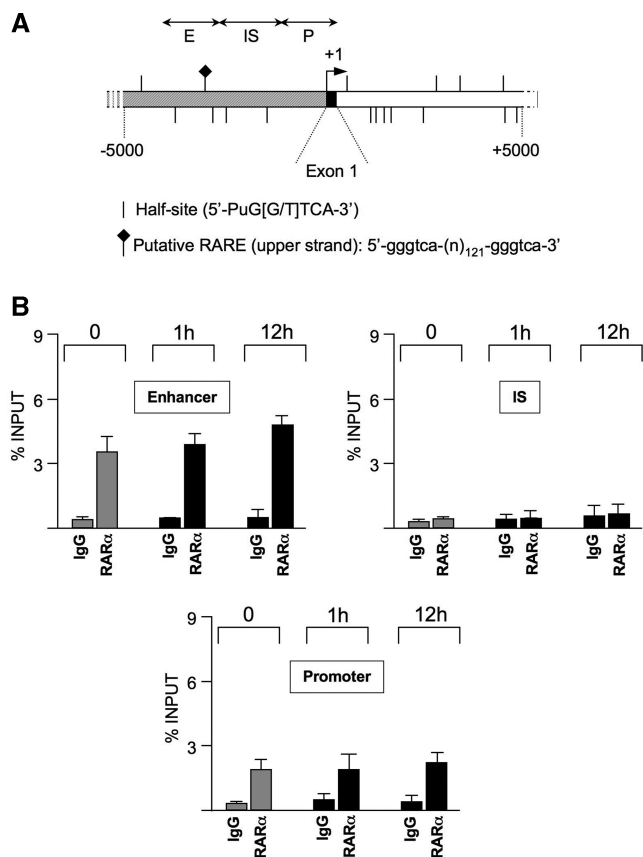 A
E IS P
+1
-5000 +5000
Exon 1
Half-site (5'-PuG[G/T]TCA-3')
Putative RARE (upper strand): 5'-gggtca-(n)121-gggtca-3'
B
9
6
3
% INPUT
0 1h 12h
Enhancer
IgG RARα IgG RARα IgG RARα
9
6
3
% INPUT
0 1h 12h
IS
IgG RARα IgG RARα IgG RARα
9
6
3
% INPUT
0 1h 12h
Promoter
IgG RARα IgG RARα IgG RARα